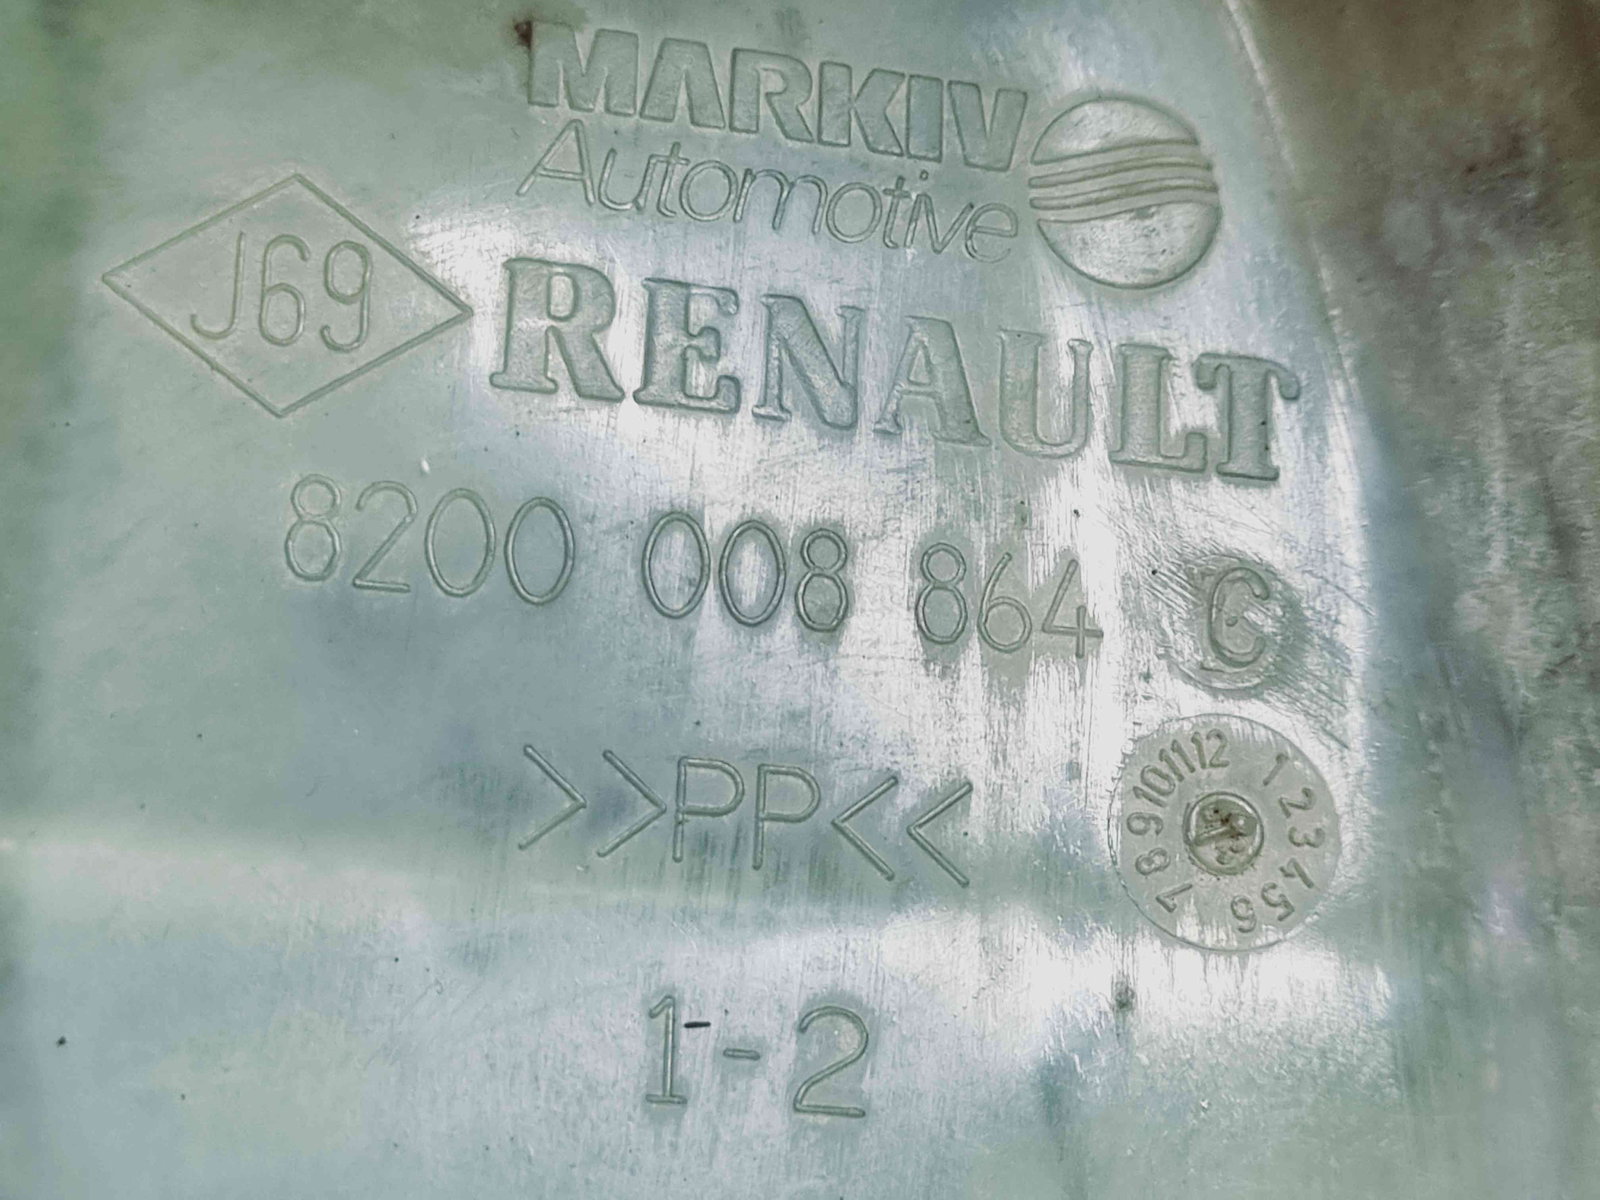 MARKIV
Automotive
J69
RENAULT
8200 008 864 C
>>PP<<
1 2 3 4 5 6 7 8 9 10 11 12
1-2